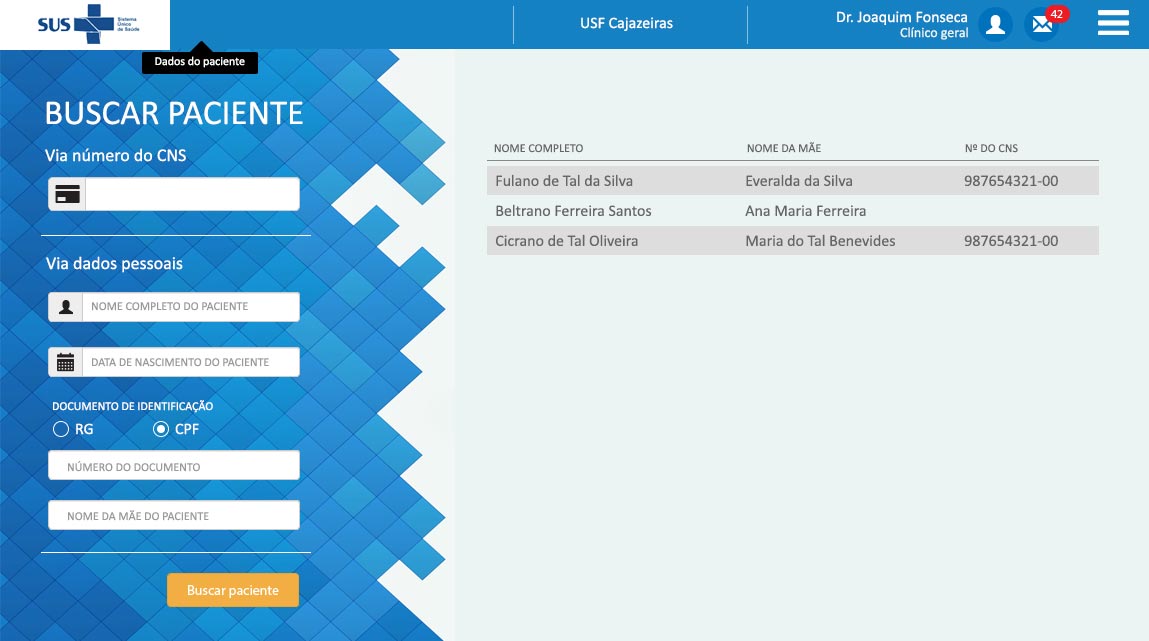 SUS
Sistema
Único
de Saúde
USF Cajazeiras
Dr. Joaquim Fonseca
Clínico geral
42
Dados do paciente
BUSCAR PACIENTE
Via número do CNS
Via dados pessoais
NOME COMPLETO DO PACIENTE
DATA DE NASCIMENTO DO PACIENTE
DOCUMENTO DE IDENTIFICAÇÃO
RG CPF
NÚMERO DO DOCUMENTO
NOME DA MÃE DO PACIENTE
Buscar paciente
NOME COMPLETO NOME DA MÃE Nº DO CNS
Fulano de Tal da Silva Everalda da Silva 987654321-00
Beltrano Ferreira Santos Ana Maria Ferreira
Cicrano de Tal Oliveira Maria do Tal Benevides 987654321-00